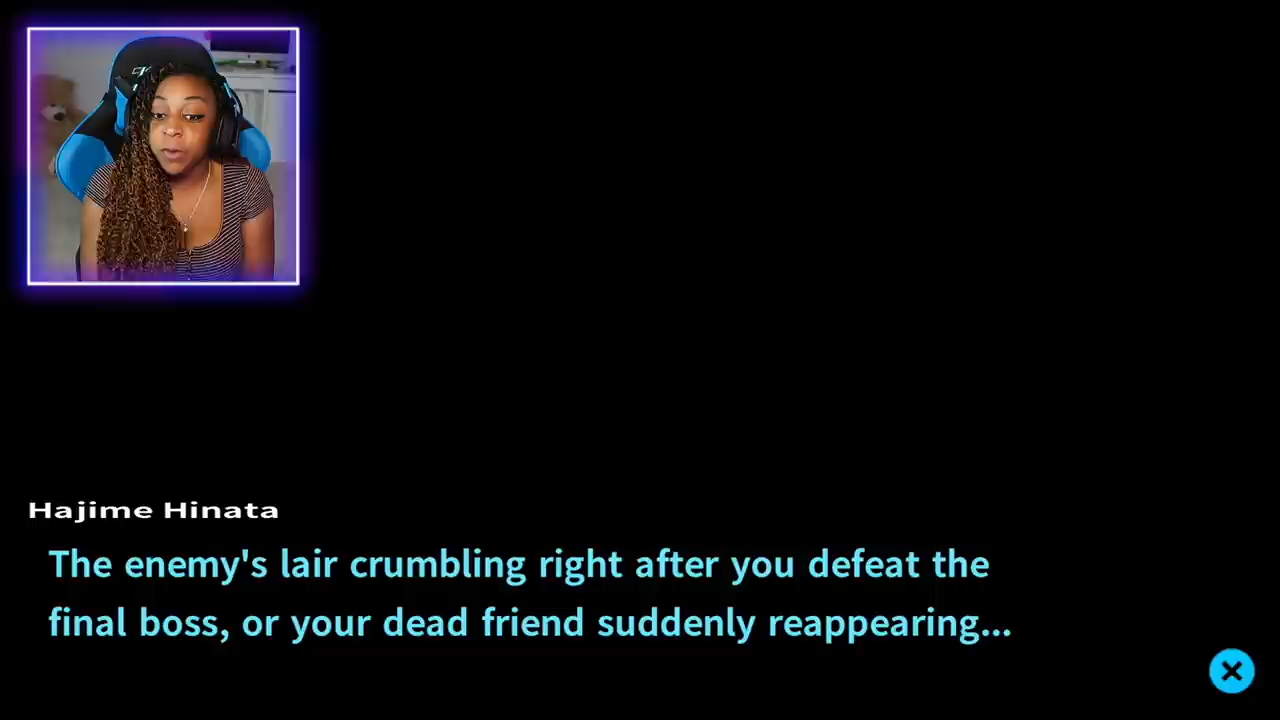 Hajime Hinata
The enemy's lair crumbling right after you defeat the
final boss, or your dead friend suddenly reappearing...